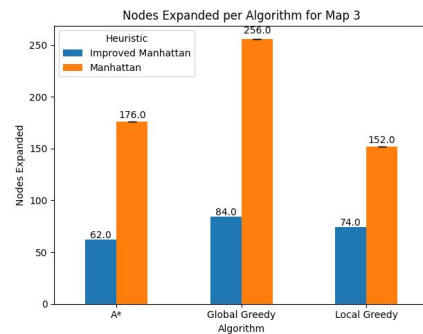 Nodes Expanded per Algorithm for Map 3
Heuristic
Improved Manhattan
Manhattan
Nodes Expanded
250
200
150
100
50
0
62.0
176.0
84.0
256.0
74.0
152.0
A*
Global Greedy
Local Greedy
Algorithm